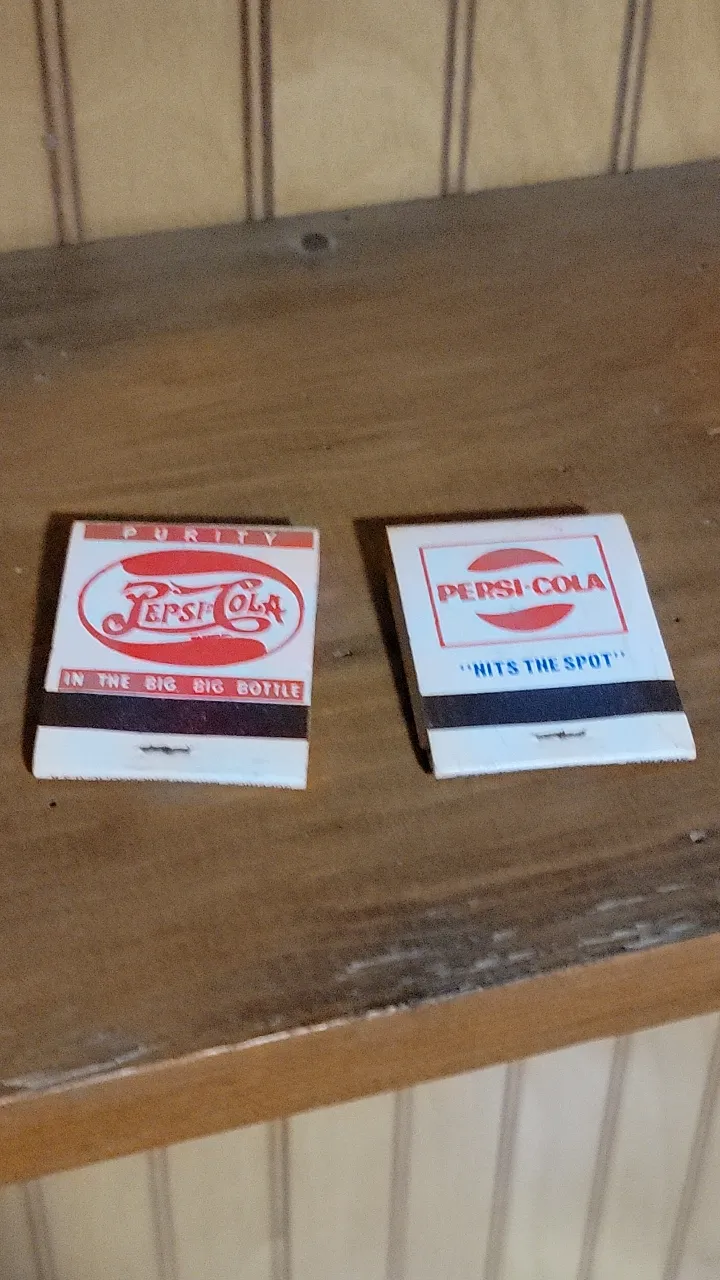 PURITY
PEPSI-COLA
IN THE BIG BIG BOTTLE
PERSI-COLA
"HITS THE SPOT"